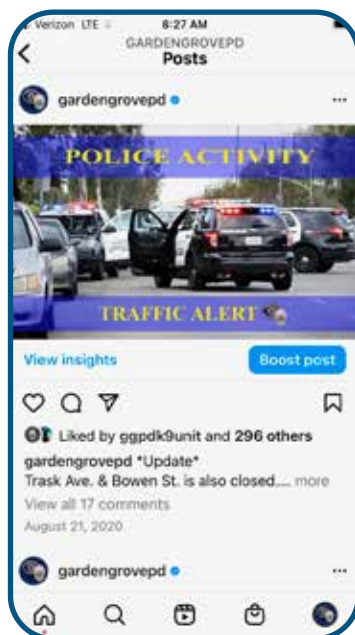 Verizon LTE 8:27 AM
GARDENGROVEPD
Posts
gardengrovepd
POLICE ACTIVITY
TRAFFIC ALERT
View insights
Boost post
Liked by ggpdk9unit and 296 others
gardengrovepd *Update*
Trask Ave. & Bowen St. is also closed.... more
View all 17 comments
August 21, 2020
gardengrovepd